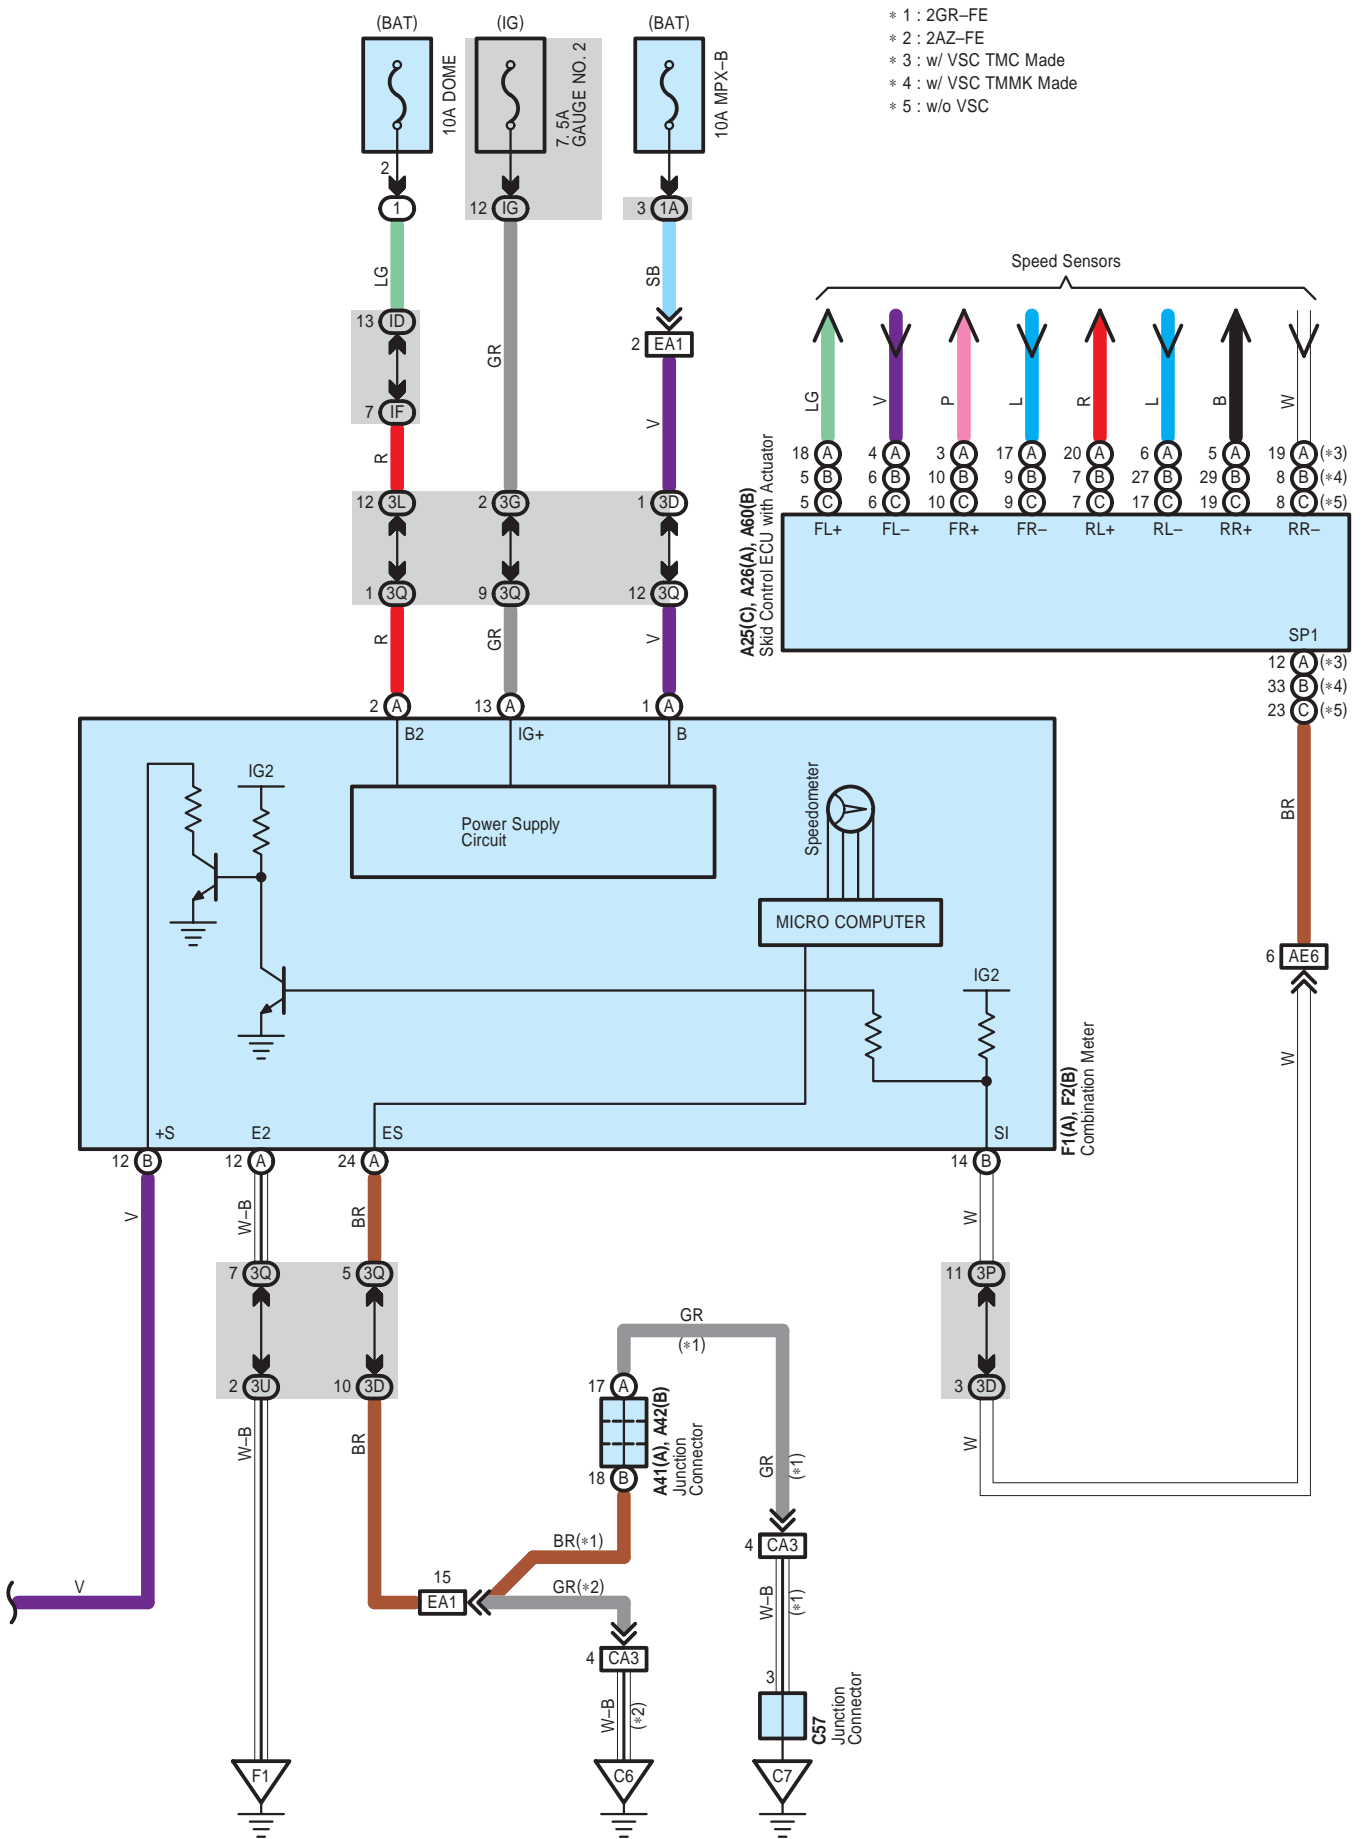 (BAT)
(IG)
(BAT)
* 1 : 2GR–FE
* 2 : 2AZ–FE
* 3 : w/ VSC TMC Made
* 4 : w/ VSC TMMK Made
* 5 : w/o VSC
10A DOME
7. 5A
GAUGE NO. 2
10A MPX–B
2
1
12 IG
3 1A
LG
GR
SB
13 ID
7 IF
2 EA1
R
V
12 3L
2 3G
1 3D
1 3Q
9 3Q
12 3Q
R
GR
V
2 A
13 A
1 A
Speed Sensors
LG
V
P
L
R
L
B
W
18 A
4 A
3 A
17 A
20 A
6 A
5 A
19 A (*3)
5 B
6 B
10 B
9 B
7 B
27 B
29 B
8 B (*4)
5 C
6 C
10 C
9 C
7 C
17 C
19 C
8 C (*5)
FL+
FL–
FR+
FR–
RL+
RL–
RR+
RR–
A25(C), A26(A), A60(B)
Skid Control ECU with Actuator
SP1
12 A (*3)
33 B (*4)
23 C (*5)
BR
6 AE6
W
B2
IG+
B
IG2
Power Supply
Circuit
Speedometer
MICRO COMPUTER
IG2
F1(A), F2(B)
Combination Meter
+S
E2
ES
SI
12 B
12 A
24 A
14 B
V
W–B
BR
W
7 3Q
5 3Q
11 3P
2 3U
10 3D
3 3D
W–B
BR
W
GR
(*1)
17 A
A41(A), A42(B)
Junction
Connector
18 B
GR
(*1)
BR(*1)
4 CA3
V
15
EA1
GR(*2)
W–B
(*1)
4 CA3
W–B
(*2)
3
C57
Junction
Connector
F1
C6
C7